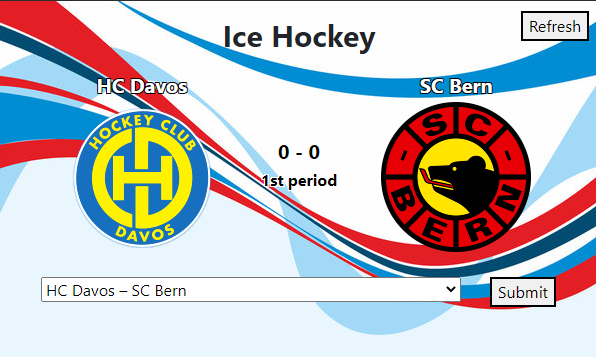 Ice Hockey
Refresh
HC Davos
SC Bern
HOCKEY CLUB
HCD
DAVOS
SC
BERN
0 - 0
1st period
HC Davos – SC Bern
Submit